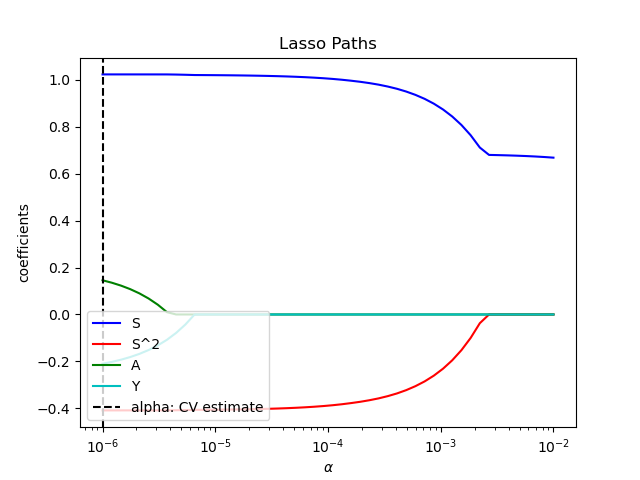 Lasso Paths
coefficients
1.0
0.8
0.6
0.4
0.2
0.0
−0.2
−0.4
S
S^2
A
Y
alpha: CV estimate
10⁻⁶ 10⁻⁵ 10⁻⁴ 10⁻³ 10⁻²
α